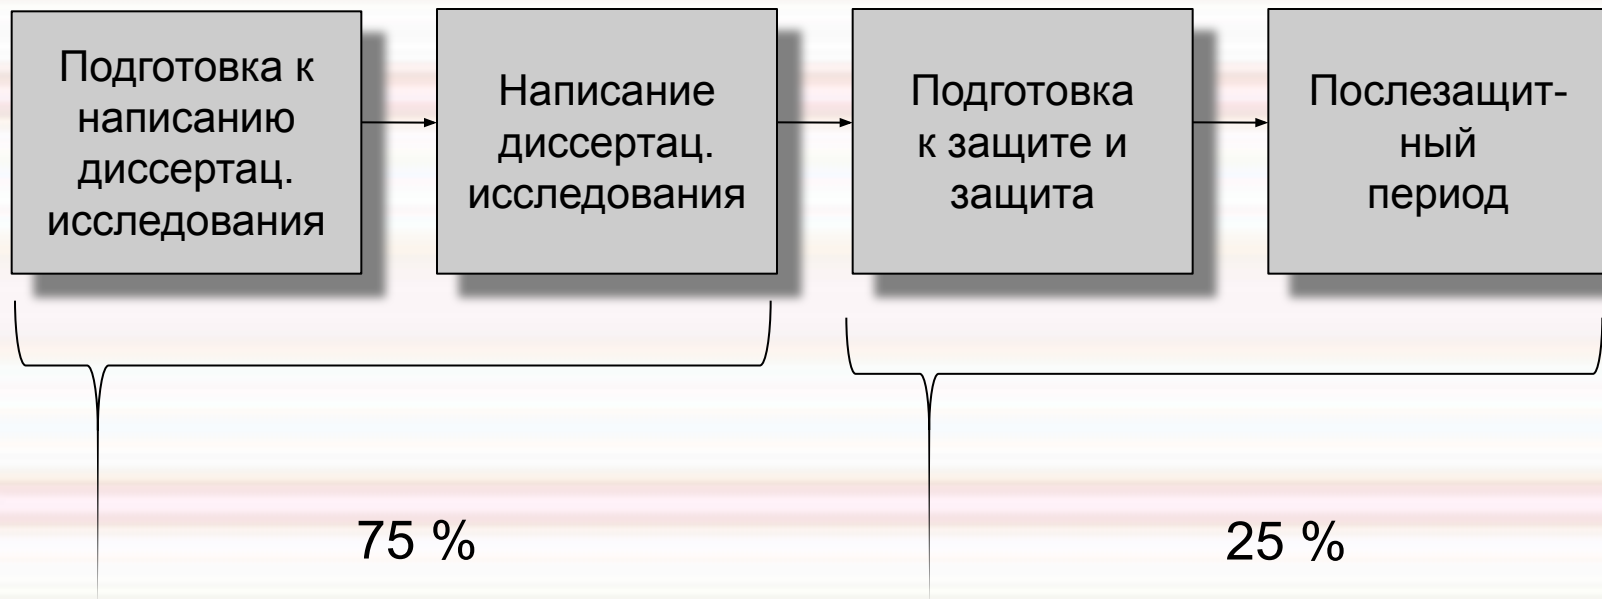 Подготовка к
написанию
диссертац.
исследования
Написание
диссертац.
исследования
Подготовка
к защите и
защита
Послезащит-
ный
период
75 %
25 %